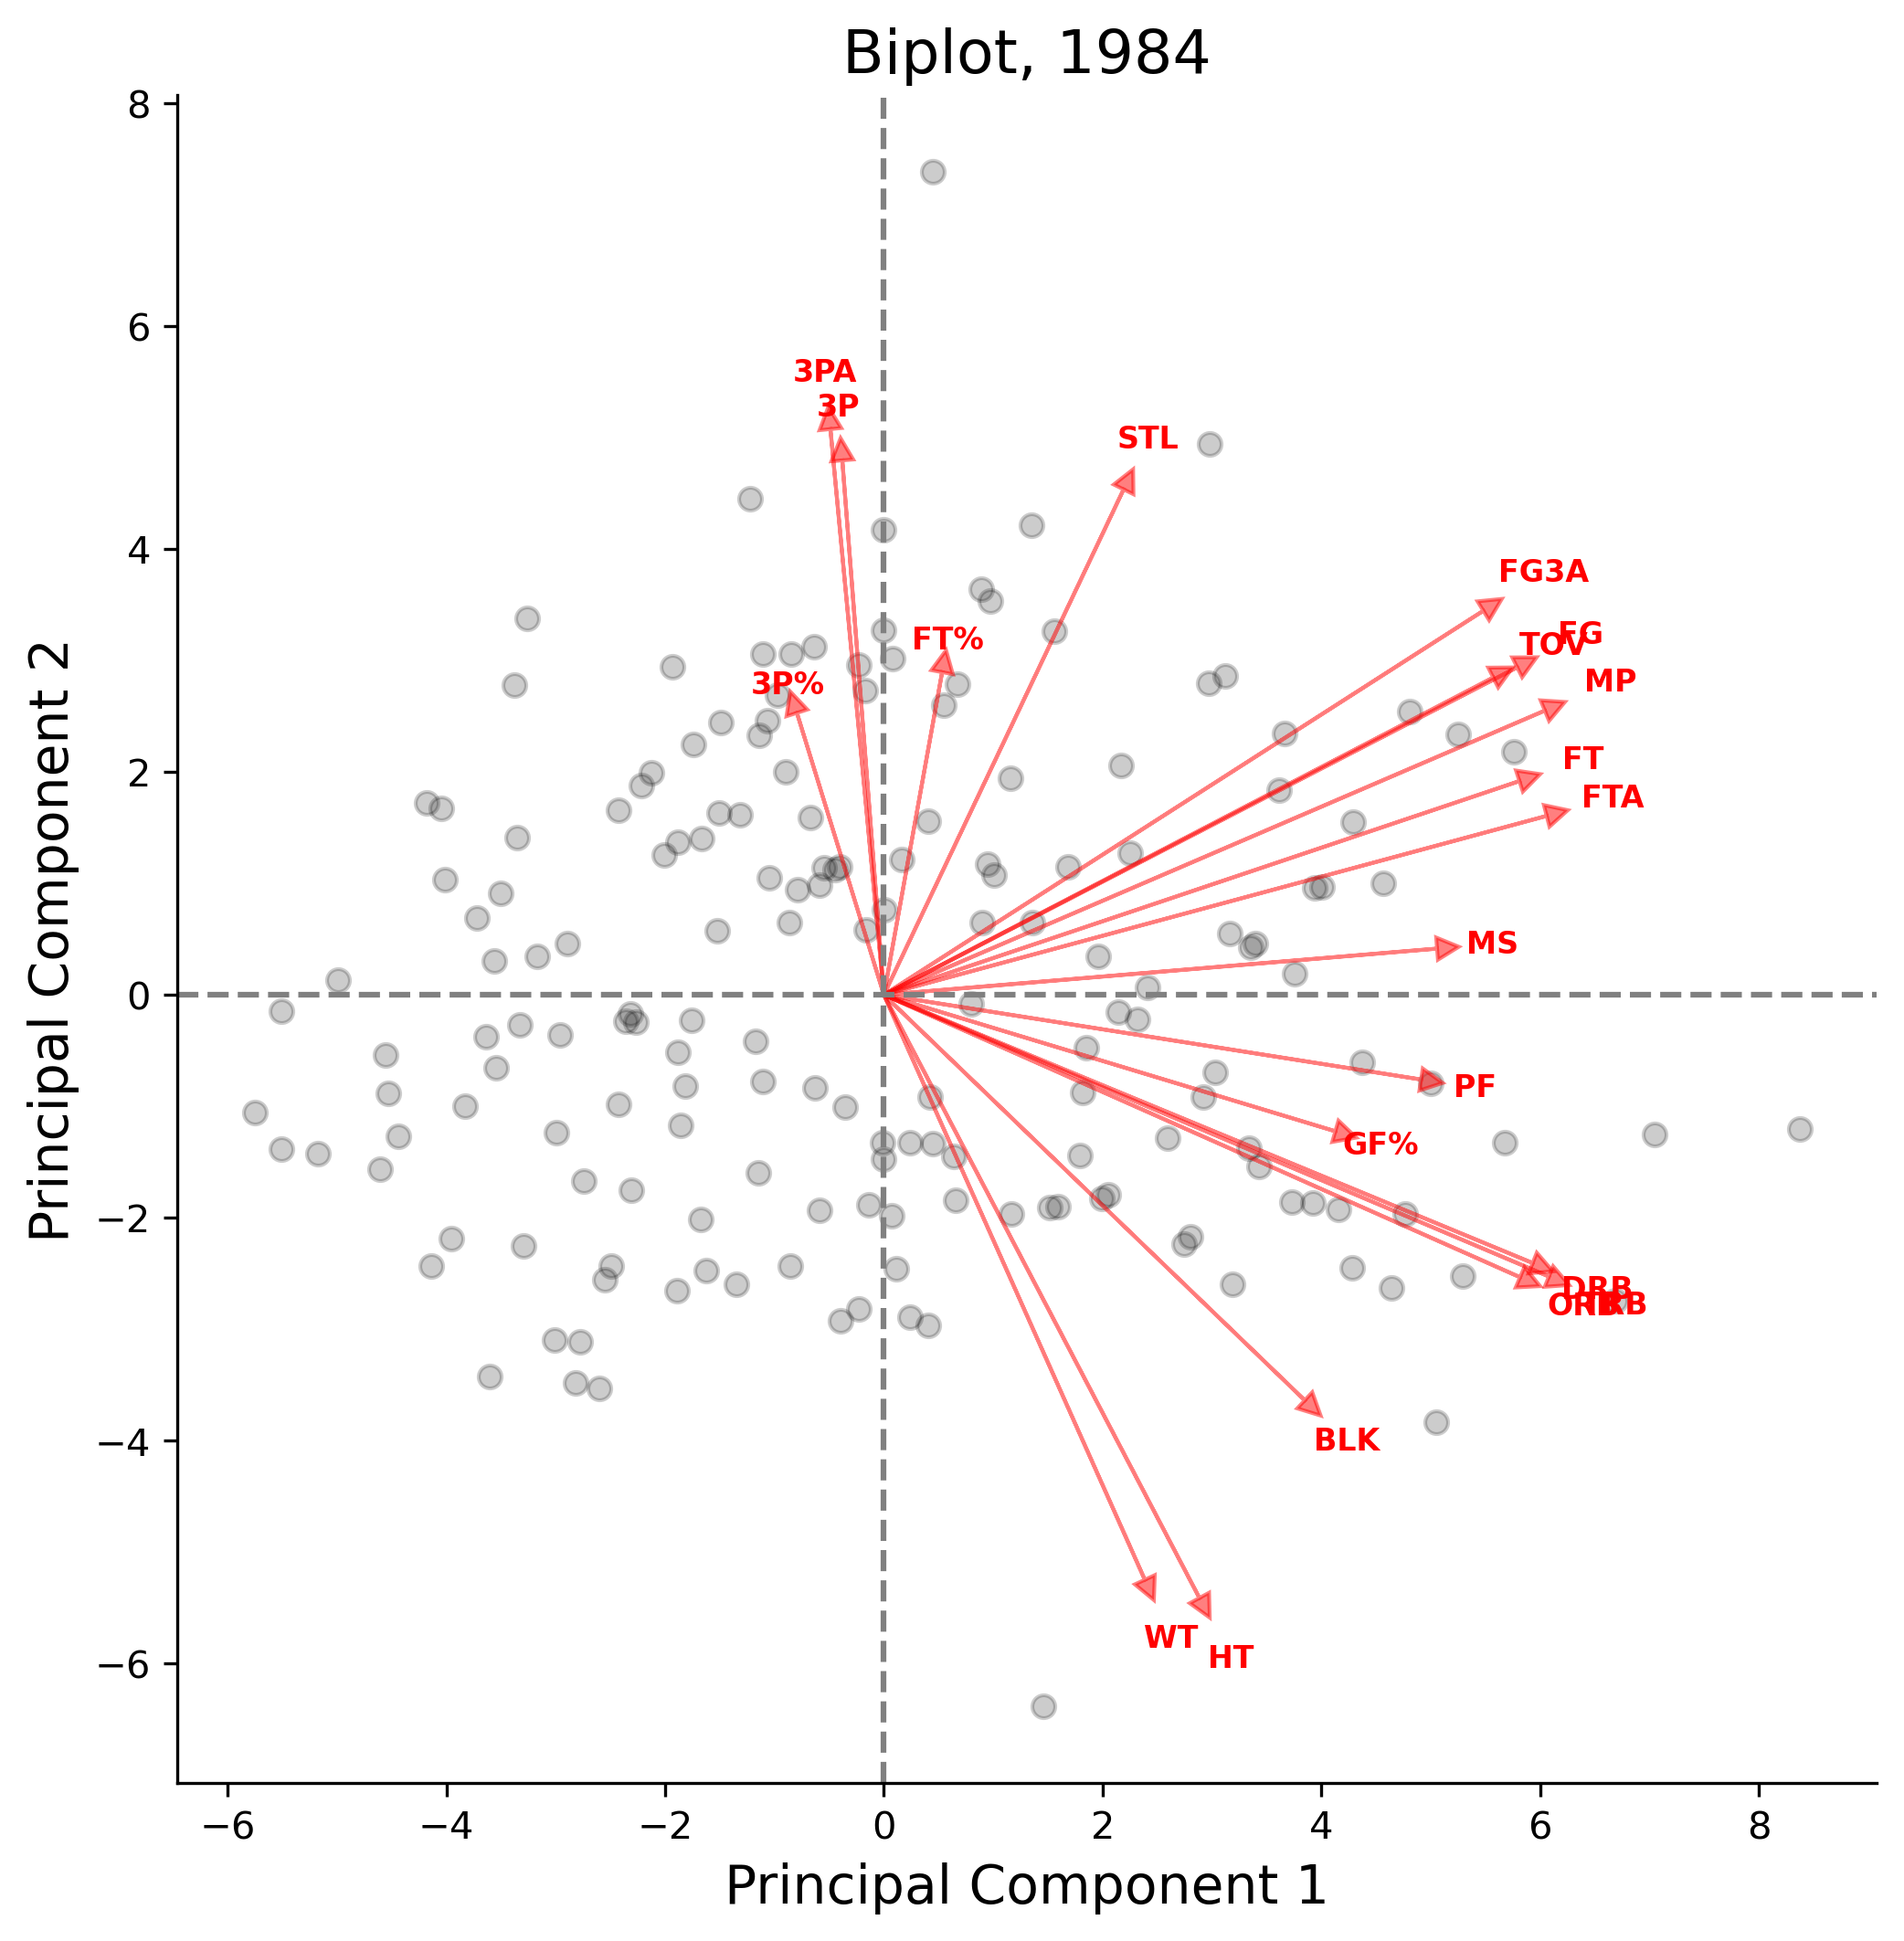 Biplot, 1984
Principal Component 2
8
6
4
2
0
−2
−4
−6
3PA
3P
STL
FG3A
FG
TOV
FT%
3P%
MP
FT
FTA
MS
PF
GF%
DRB
ORB
TRB
BLK
WT
HT
−6
−4
−2
0
2
4
6
8
Principal Component 1